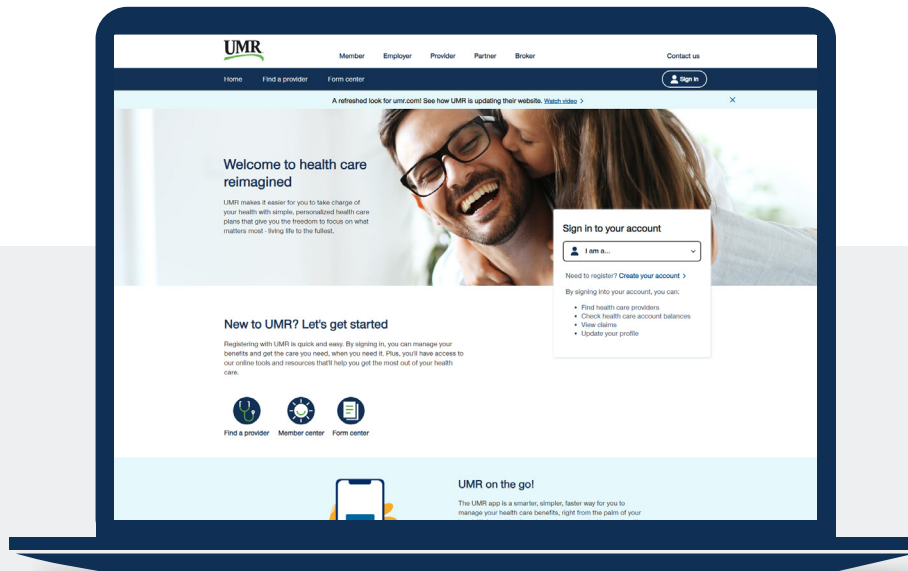 UMR
Member Employer Provider Partner Broker Contact us
Home Find a provider Form center Sign in
A refreshed look for umr.com! See how UMR is updating their website. Watch video >
Welcome to health care
reimagined
UMR makes it easier for you to take charge of
your health with simple, personalized health care
plans that give you the freedom to focus on what
matters most - living life to the fullest.
Sign in to your account
I am a...
Need to register? Create your account >
By signing into your account, you can:
• Find health care providers
• Check health care account balances
• View claims
• Update your profile
New to UMR? Let's get started
Registering with UMR is quick and easy. By signing in, you can manage your
benefits and get the care you need, when you need it. Plus, you'll have access to
our online tools and resources that'll help you get the most out of your health
care.
Find a provider Member center Form center
UMR on the go!
The UMR app is a smarter, simpler, faster way for you to
manage your health care benefits, right from the palm of your